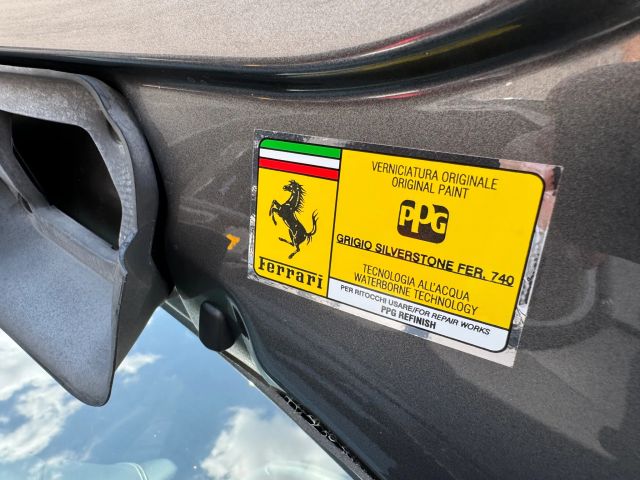 VERNICIATURA ORIGINALE
ORIGINAL PAINT
PPG
GRIGIO SILVERSTONE FER. 740
TECNOLOGIA ALL'ACQUA
WATERBORNE TECHNOLOGY
Ferrari
PER RITOCCHI USARE/FOR REPAIR WORKS
PPG REFINISH